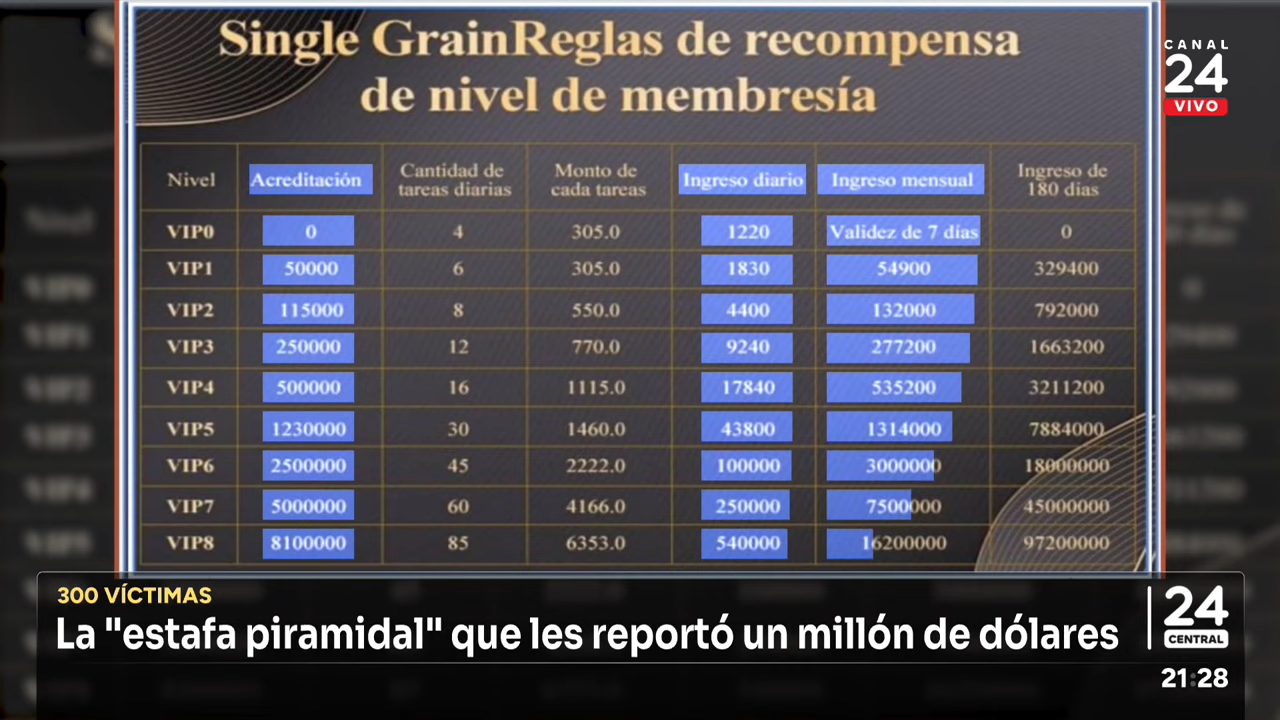 Single GrainReglas de recompensa
de nivel de membresía
CANAL
24
VIVO
Nivel Acreditación Cantidad de tareas diarias Monto de cada tareas Ingreso diario Ingreso mensual Ingreso de 180 días
VIP0 0 4 305.0 1220 Validez de 7 días 0
VIP1 50000 6 305.0 1830 54900 329400
VIP2 115000 8 550.0 4400 132000 792000
VIP3 250000 12 770.0 9240 277200 1663200
VIP4 500000 16 1115.0 17840 535200 3211200
VIP5 1230000 30 1460.0 43800 1314000 7884000
VIP6 2500000 45 2222.0 100000 3000000 18000000
VIP7 5000000 60 4166.0 250000 7500000 45000000
VIP8 8100000 85 6353.0 540000 16200000 97200000
300 VÍCTIMAS
La "estafa piramidal" que les reportó un millón de dólares
24
CENTRAL
21:28